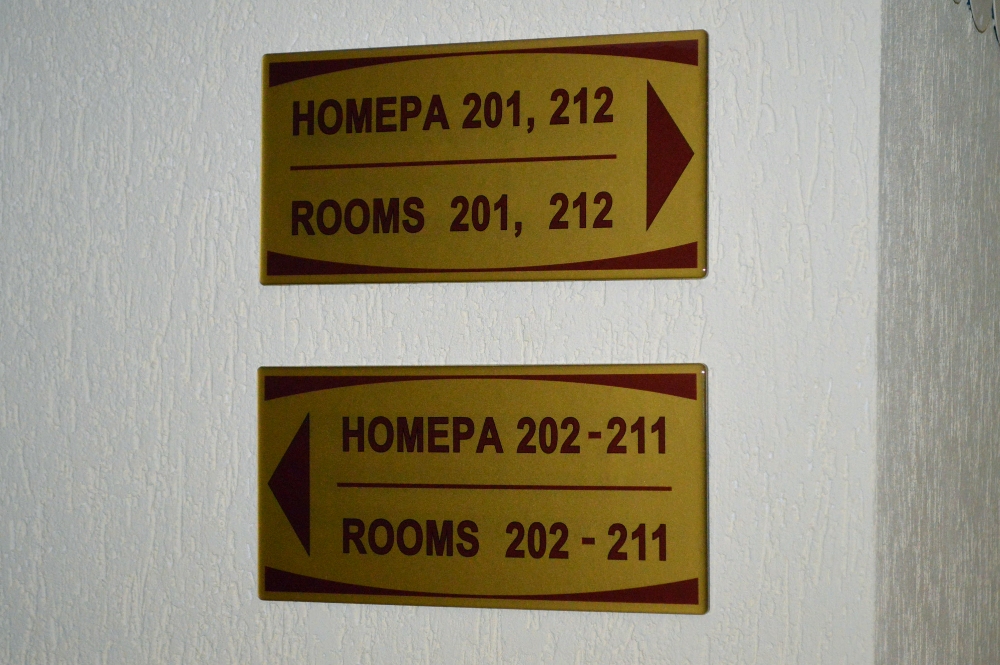 НОМЕРА 201, 212
ROOMS 201, 212
НОМЕРА 202-211
ROOMS 202 - 211